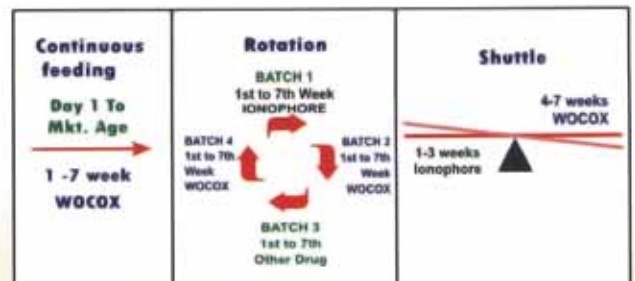 Continuous
feeding
Day 1 To
Mkt. Age
1 -7 week
WOCOX
Rotation
BATCH 1
1st to 7th Week
IONOPHORE
BATCH 2
1st to 7th
Week
WOCOX
BATCH 3
1st to 7th
Other Drug
BATCH 4
1st to 7th
Week
WOCOX
Shuttle
4-7 weeks
WOCOX
1-3 weeks
Ionophore